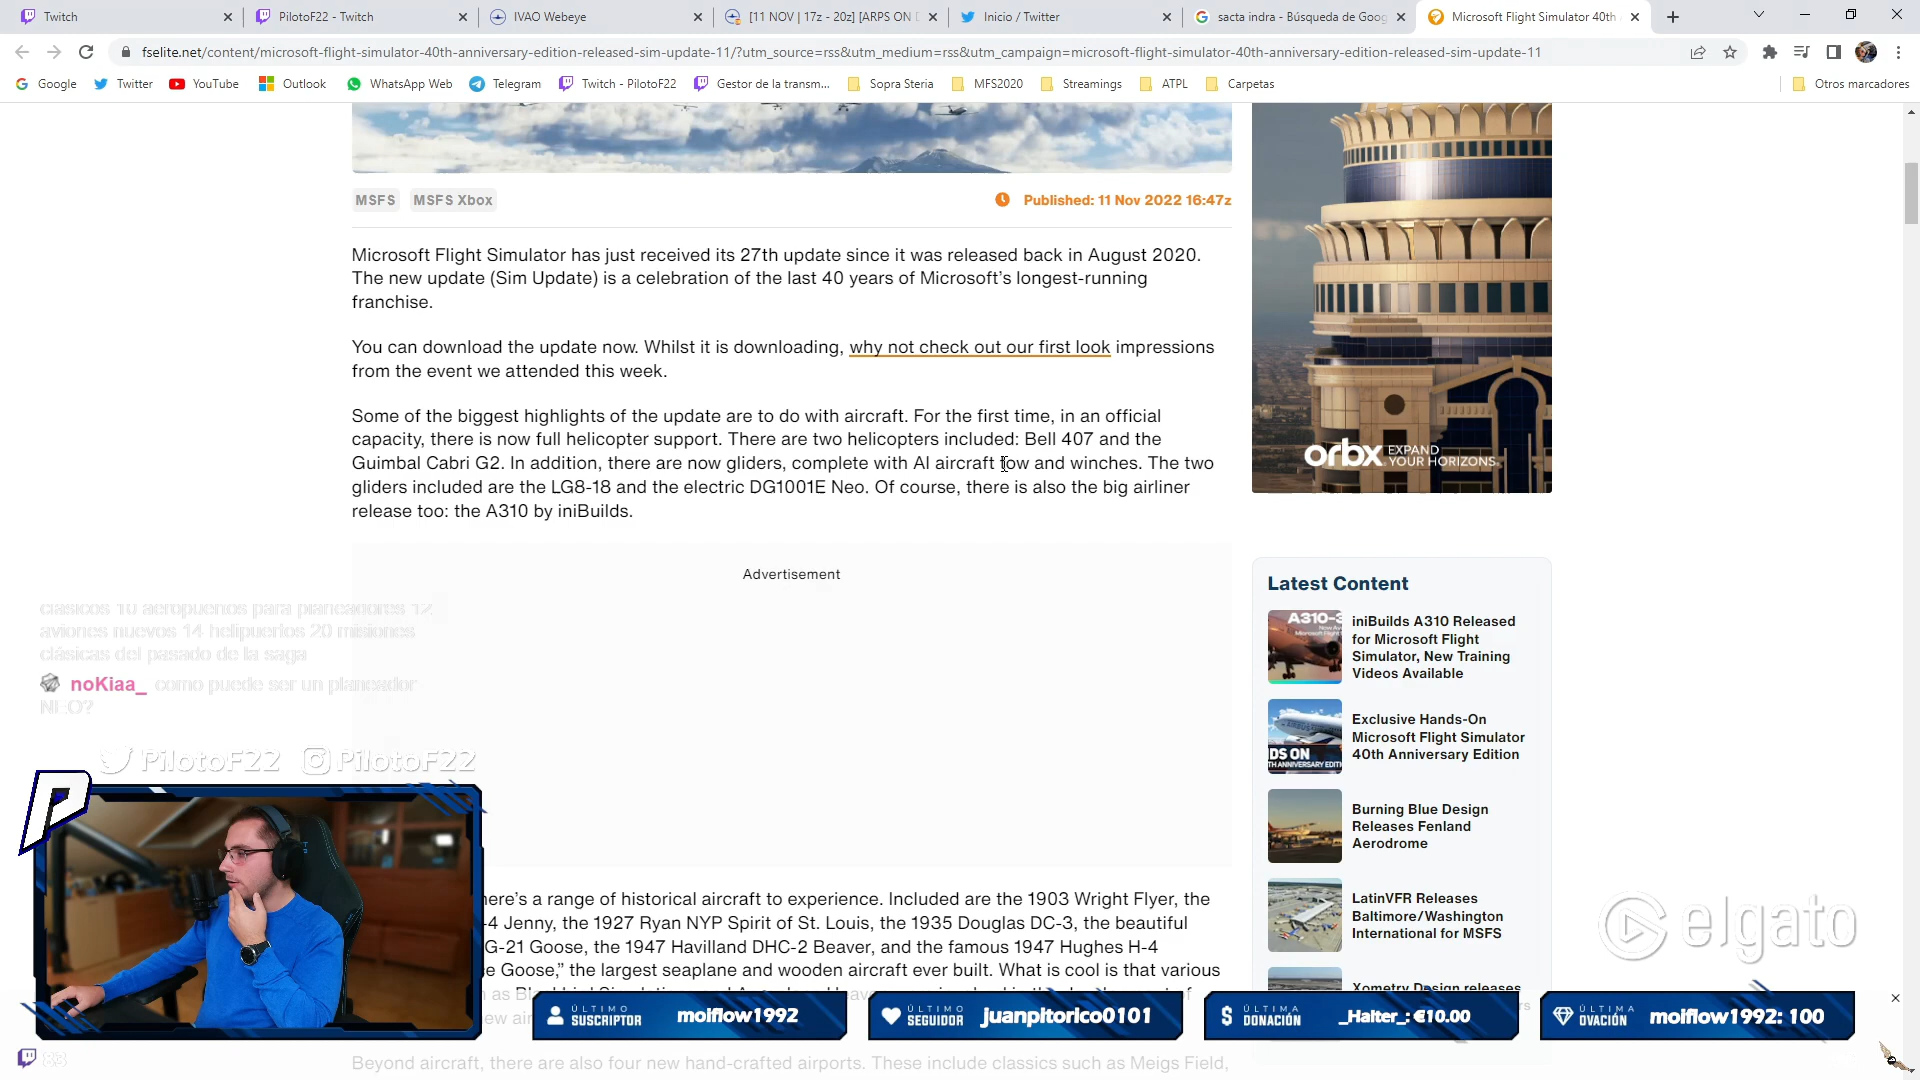 Twitch
PilotoF22 - Twitch
IVAO Webeye
[11 NOV | 17z - 20z] [ARPS ON D
Inicio / Twitter
sacta indra - Búsqueda de Goog
Microsoft Flight Simulator 40th
fselite.net/content/microsoft-flight-simulator-40th-anniversary-edition-released-sim-update-11/?utm_source=rss&utm_medium=rss&utm_campaign=microsoft-flight-simulator-40th-anniversary-edition-released-sim-update-11
Google
Twitter
YouTube
Outlook
WhatsApp Web
Telegram
Twitch - PilotoF22
Gestor de la transm...
Sopra Steria
MFS2020
Streamings
ATPL
Carpetas
Otros marcadores
MSFS
MSFS Xbox
Published: 11 Nov 2022 16:47z
Microsoft Flight Simulator has just received its 27th update since it was released back in August 2020.
The new update (Sim Update) is a celebration of the last 40 years of Microsoft's longest-running
franchise.
You can download the update now. Whilst it is downloading, why not check out our first look impressions
from the event we attended this week.
Some of the biggest highlights of the update are to do with aircraft. For the first time, in an official
capacity, there is now full helicopter support. There are two helicopters included: Bell 407 and the
Guimbal Cabri G2. In addition, there are now gliders, complete with AI aircraft tow and winches. The two
gliders included are the LG8-18 and the electric DG1001E Neo. Of course, there is also the big airliner
release too: the A310 by iniBuilds.
Advertisement
orbx EXPAND
YOUR HORIZONS
Latest Content
A310-3
iniBuilds A310 Released
for Microsoft Flight
Simulator, New Training
Videos Available
DS ON
TH ANNIVERSARY EDITI
Exclusive Hands-On
Microsoft Flight Simulator
40th Anniversary Edition
Burning Blue Design
Releases Fenland
Aerodrome
LatinVFR Releases
Baltimore/Washington
International for MSFS
Xometry Design releases
clásicos 10 aeropuertos para planeadores 12
aviones nuevos 14 helipuertos 20 misiones
clásicas del pasado de la saga
noKiaa_ como puede ser un planeador
NEO?
PilotoF22
PilotoF22
here's a range of historical aircraft to experience. Included are the 1903 Wright Flyer, the
-4 Jenny, the 1927 Ryan NYP Spirit of St. Louis, the 1935 Douglas DC-3, the beautiful
G-21 Goose, the 1947 Havilland DHC-2 Beaver, and the famous 1947 Hughes H-4
e Goose," the largest seaplane and wooden aircraft ever built. What is cool is that various
elgato
ÚLTIMO
SUSCRIPTOR
moiflow1992
ÚLTIMO
SEGUIDOR
juanpitorico0101
ÚLTIMA
DONACIÓN
_Halter_: €10.00
ÚLTIMA
OVACIÓN
moiflow1992: 100
83
Beyond aircraft, there are also four new hand-crafted airports. These include classics such as Meigs Field,